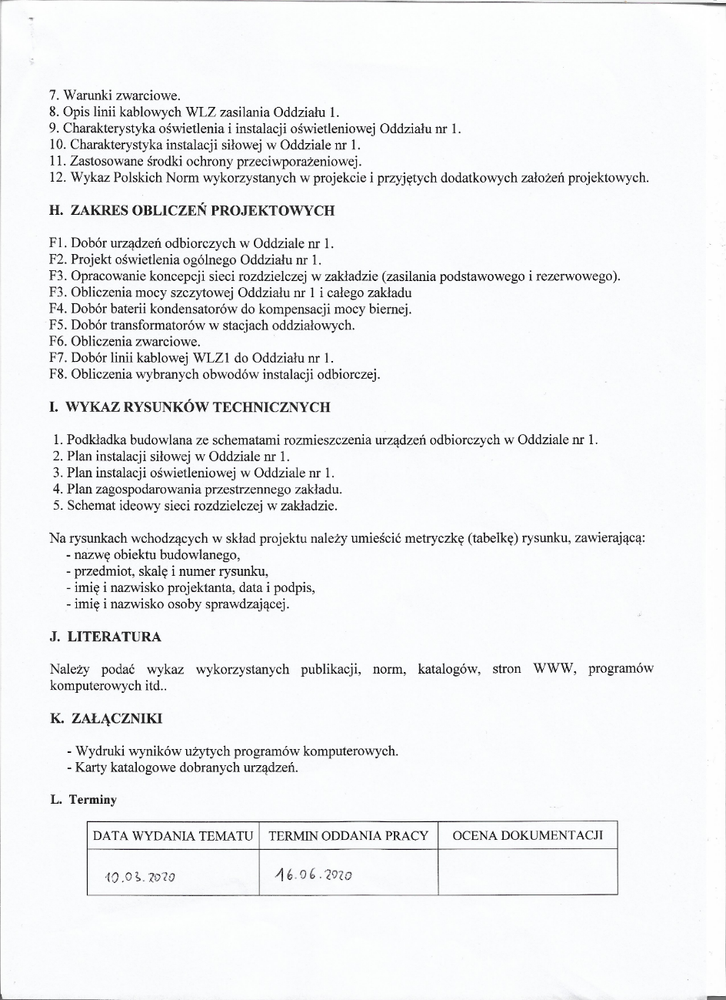 7. Warunki zwarciowe.
8. Opis linii kablowych WLZ zasilania Oddziału 1.
9. Charakterystyka oświetlenia i instalacji oświetleniowej Oddziału nr 1.
10. Charakterystyka instalacji siłowej w Oddziale nr 1.
11. Zastosowane środki ochrony przeciwporażeniowej.
12. Wykaz Polskich Norm wykorzystanych w projekcie i przyjętych dodatkowych założeń projektowych.
H. ZAKRES OBLICZEŃ PROJEKTOWYCH
F1. Dobór urządzeń odbiorczych w Oddziale nr 1.
F2. Projekt oświetlenia ogólnego Oddziału nr 1.
F3. Opracowanie koncepcji sieci rozdzielczej w zakładzie (zasilania podstawowego i rezerwowego).
F3. Obliczenia mocy szczytowej Oddziału nr 1 i całego zakładu
F4. Dobór baterii kondensatorów do kompensacji mocy biernej.
F5. Dobór transformatorów w stacjach oddziałowych.
F6. Obliczenia zwarciowe.
F7. Dobór linii kablowej WLZ1 do Oddziału nr 1.
F8. Obliczenia wybranych obwodów instalacji odbiorczej.
I. WYKAZ RYSUNKÓW TECHNICZNYCH
1. Podkładka budowlana ze schematami rozmieszczenia urządzeń odbiorczych w Oddziale nr 1.
2. Plan instalacji siłowej w Oddziale nr 1.
3. Plan instalacji oświetleniowej w Oddziale nr 1.
4. Plan zagospodarowania przestrzennego zakładu.
5. Schemat ideowy sieci rozdzielczej w zakładzie.
Na rysunkach wchodzących w skład projektu należy umieścić metryczkę (tabelkę) rysunku, zawierającą:
- nazwę obiektu budowlanego,
- przedmiot, skalę i numer rysunku,
- imię i nazwisko projektanta, data i podpis,
- imię i nazwisko osoby sprawdzającej.
J. LITERATURA
Należy podać wykaz wykorzystanych publikacji, norm, katalogów, stron WWW, programów
komputerowych itd..
K. ZAŁĄCZNIKI
- Wydruki wyników użytych programów komputerowych.
- Karty katalogowe dobranych urządzeń.
L. Terminy
DATA WYDANIA TEMATU TERMIN ODDANIA PRACY OCENA DOKUMENTACJI
10.03.2020 16.06.2020